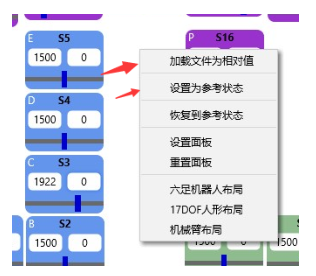 E S5
1500 0
D S4
1500 0
C S3
1922 0
B S2
1500 0
P S16
加载文件为相对值
设置为参考状态
恢复到参考状态
设置面板
重置面板
六足机器人布局
17DOF人形布局
机械臂布局
1500 0
1500